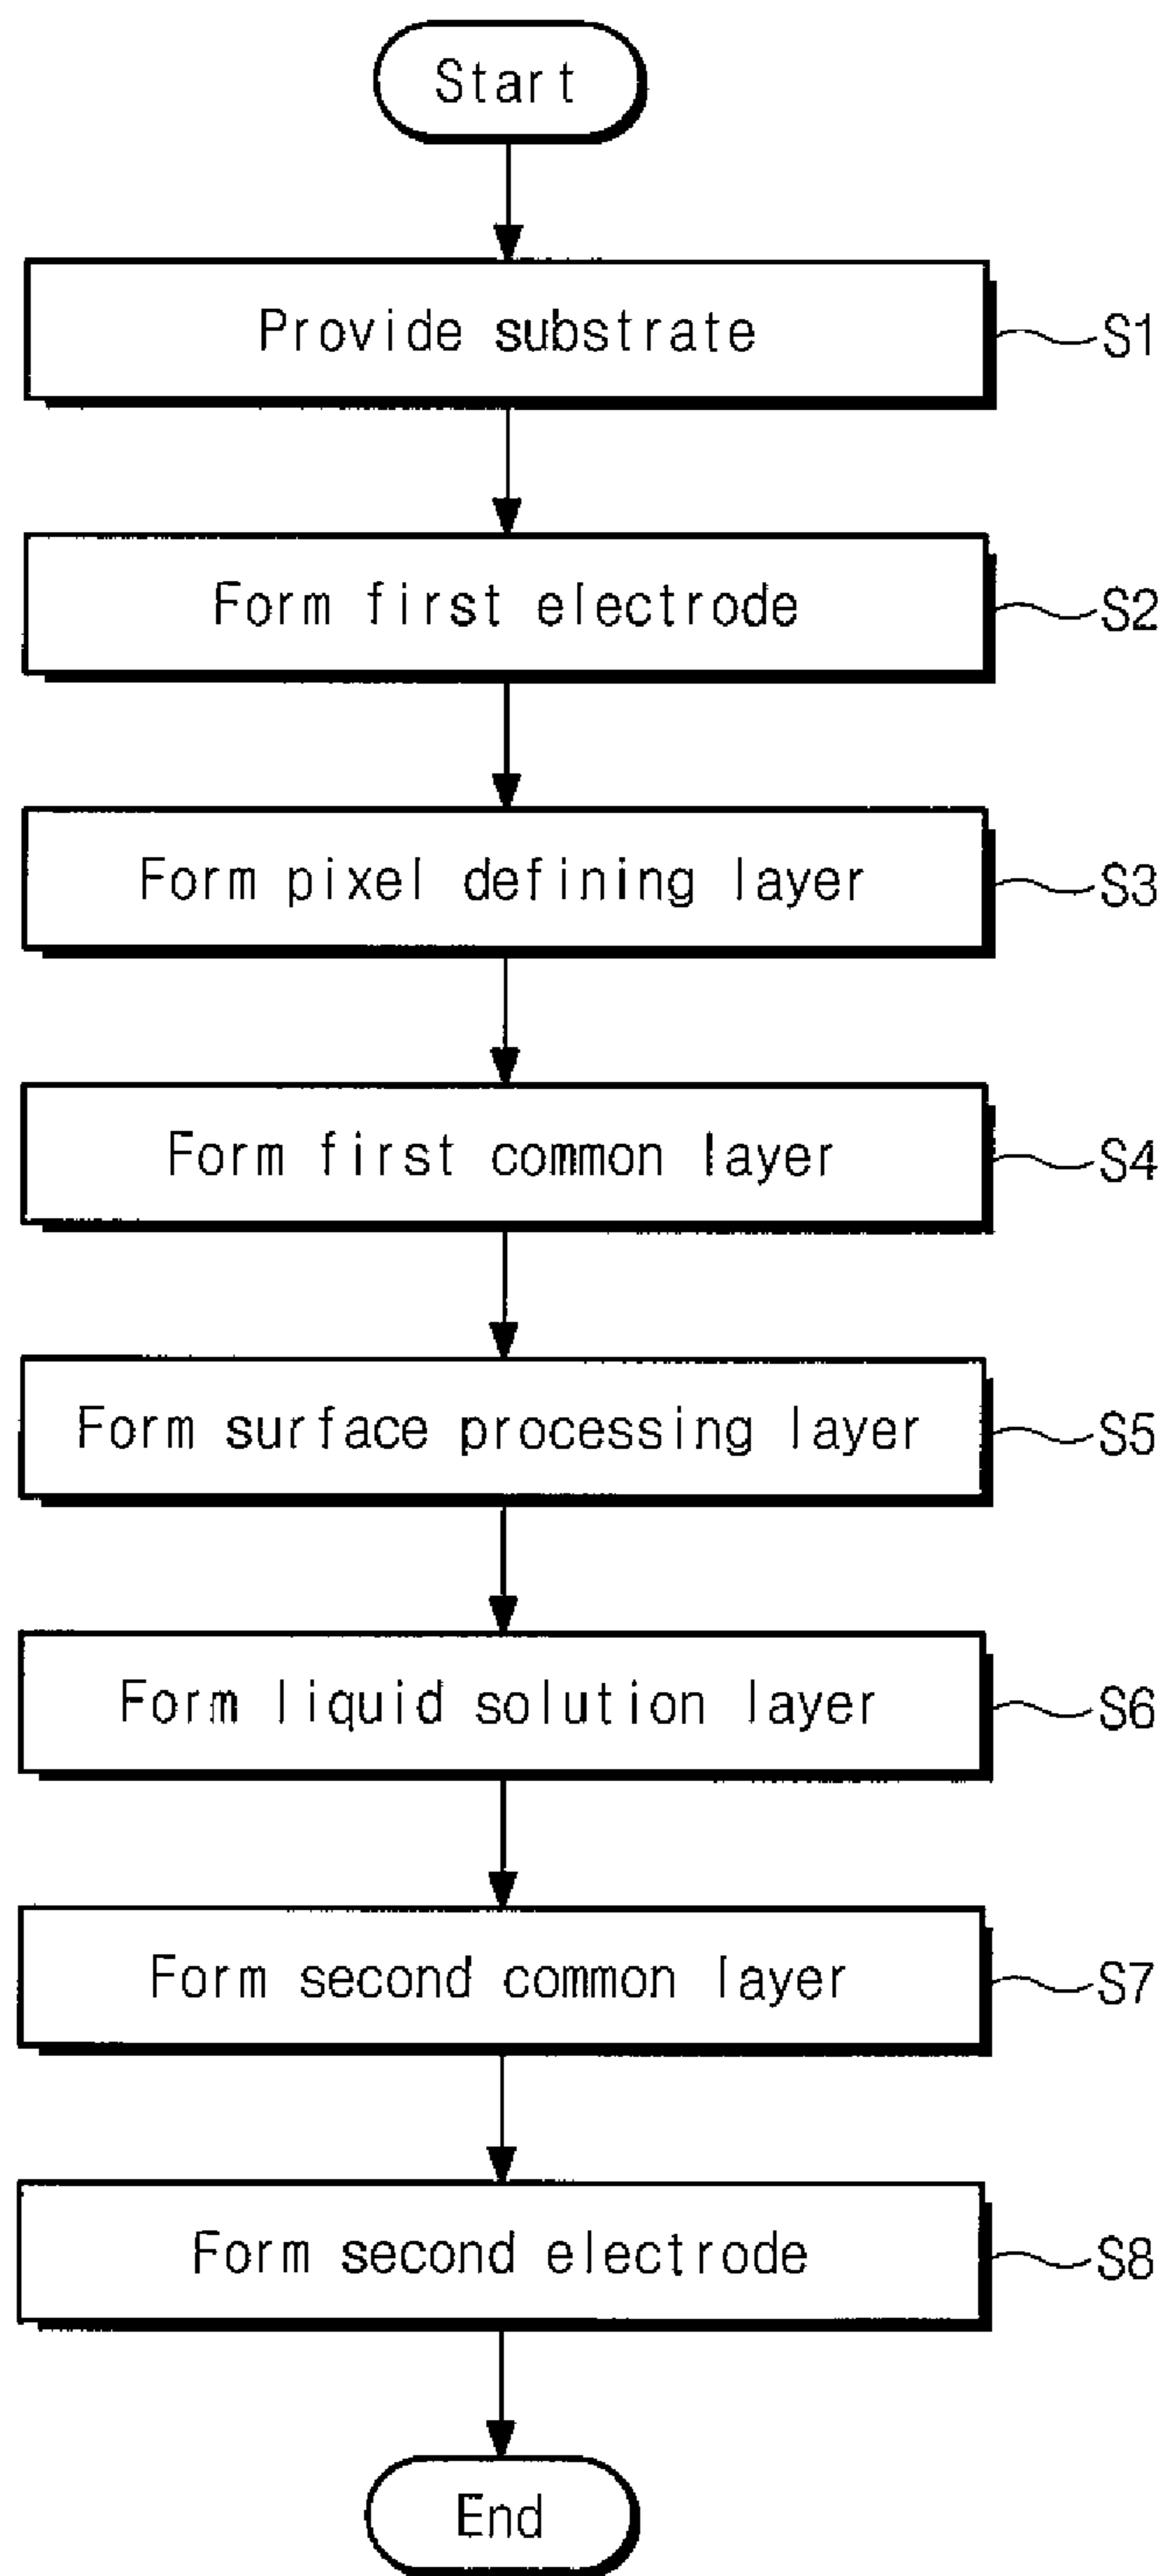 Start
Provide substrate
S1
Form first electrode
S2
Form pixel defining layer
S3
Form first common layer
S4
Form surface processing layer
S5
Form liquid solution layer
S6
Form second common layer
S7
Form second electrode
S8
End